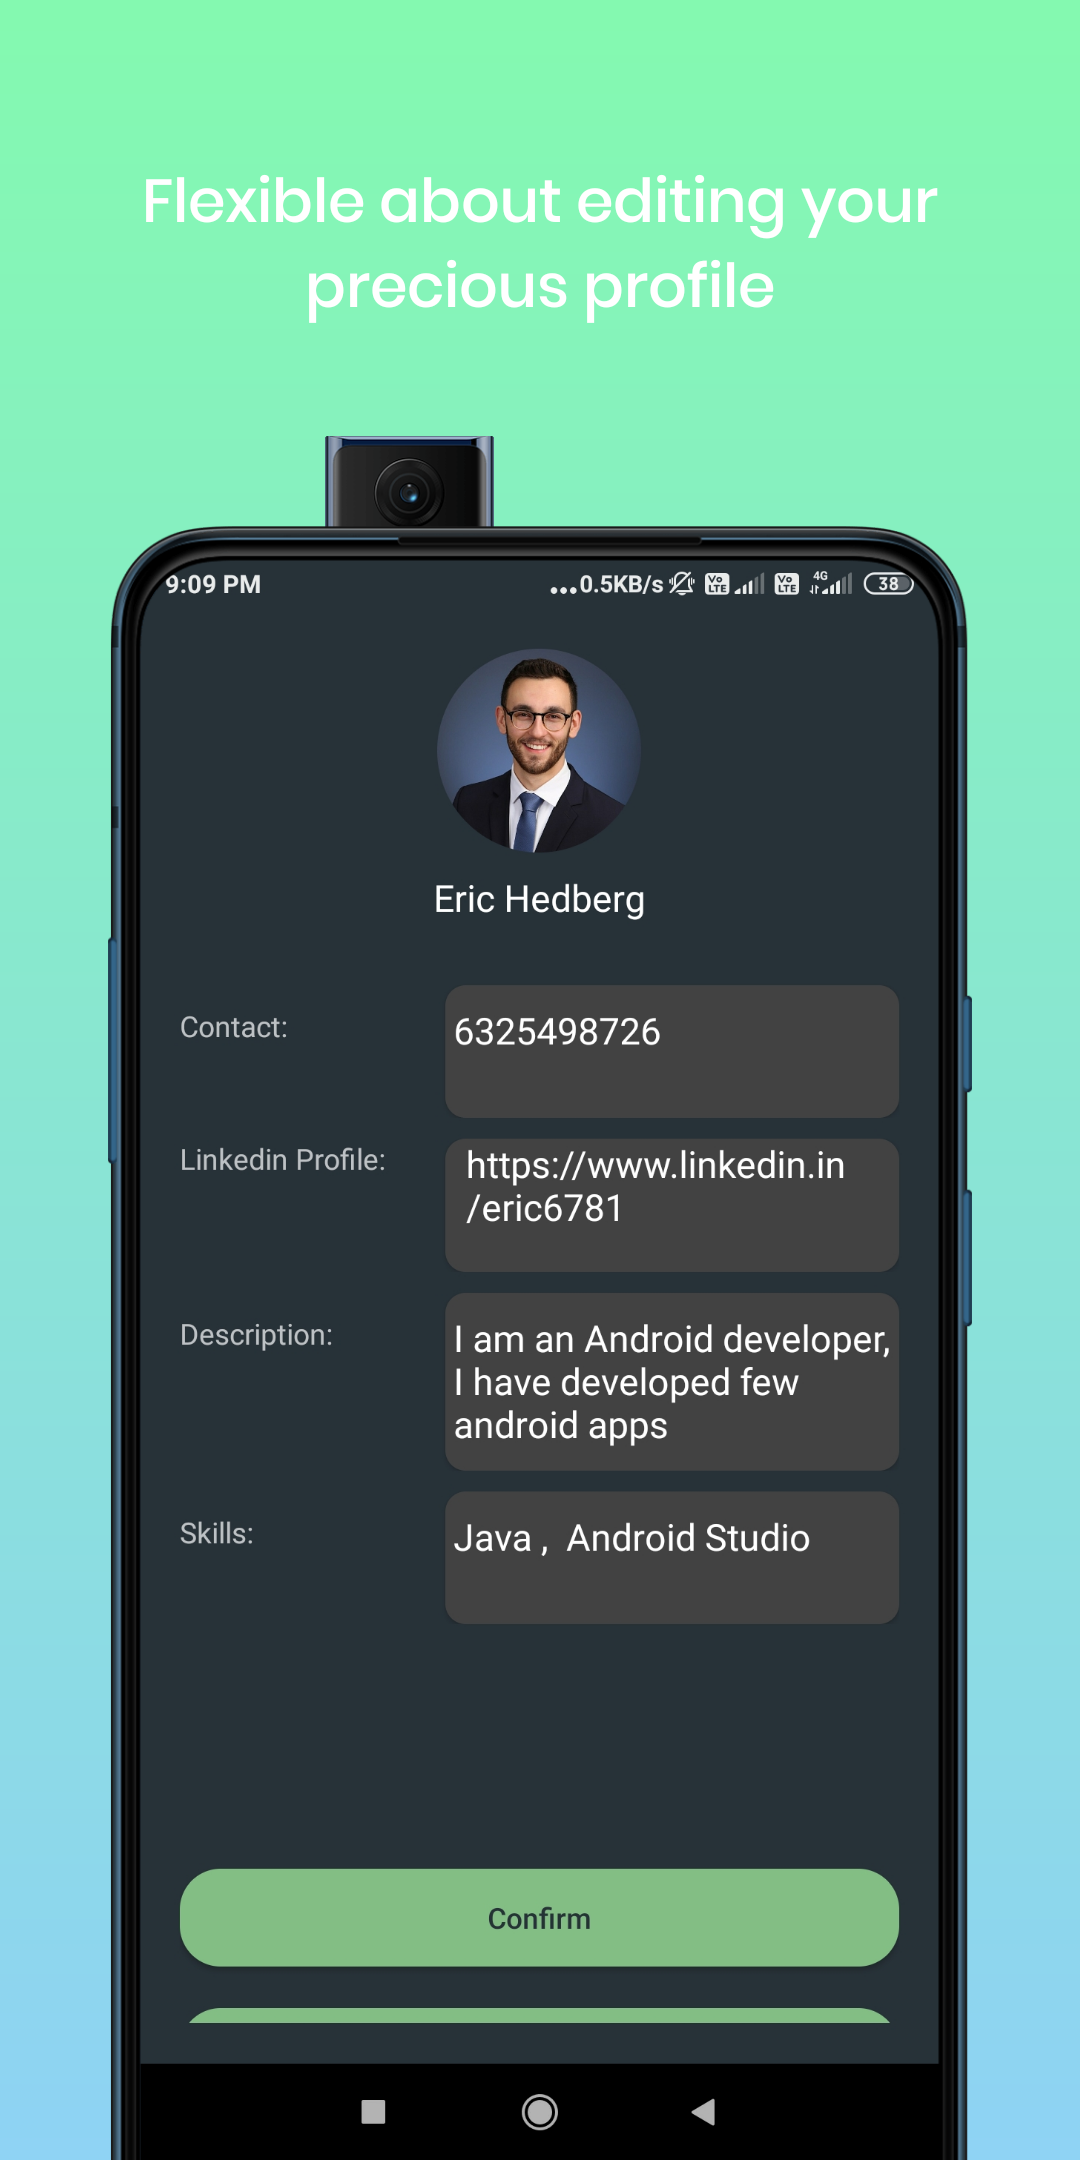 Flexible about editing your
precious profile
9:09 PM ...0.5KB/s Vo LTE Vo LTE 4G 38
Eric Hedberg
Contact: 6325498726
Linkedin Profile: https://www.linkedin.in
/eric6781
Description: I am an Android developer,
I have developed few
android apps
Skills: Java ,  Android Studio
Confirm